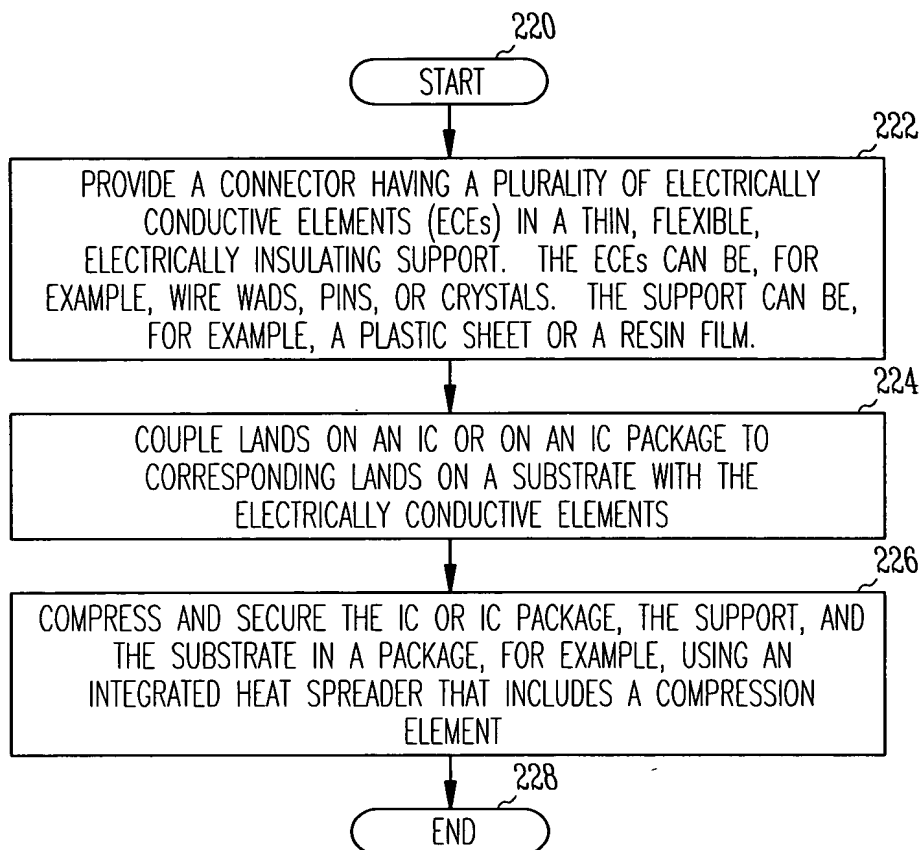 220
START
222
PROVIDE A CONNECTOR HAVING A PLURALITY OF ELECTRICALLY
CONDUCTIVE ELEMENTS (ECEs) IN A THIN, FLEXIBLE,
ELECTRICALLY INSULATING SUPPORT. THE ECEs CAN BE, FOR
EXAMPLE, WIRE WADS, PINS, OR CRYSTALS. THE SUPPORT CAN BE,
FOR EXAMPLE, A PLASTIC SHEET OR A RESIN FILM.
224
COUPLE LANDS ON AN IC OR ON AN IC PACKAGE TO
CORRESPONDING LANDS ON A SUBSTRATE WITH THE
ELECTRICALLY CONDUCTIVE ELEMENTS
226
COMPRESS AND SECURE THE IC OR IC PACKAGE, THE SUPPORT, AND
THE SUBSTRATE IN A PACKAGE, FOR EXAMPLE, USING AN
INTEGRATED HEAT SPREADER THAT INCLUDES A COMPRESSION
ELEMENT
228
END